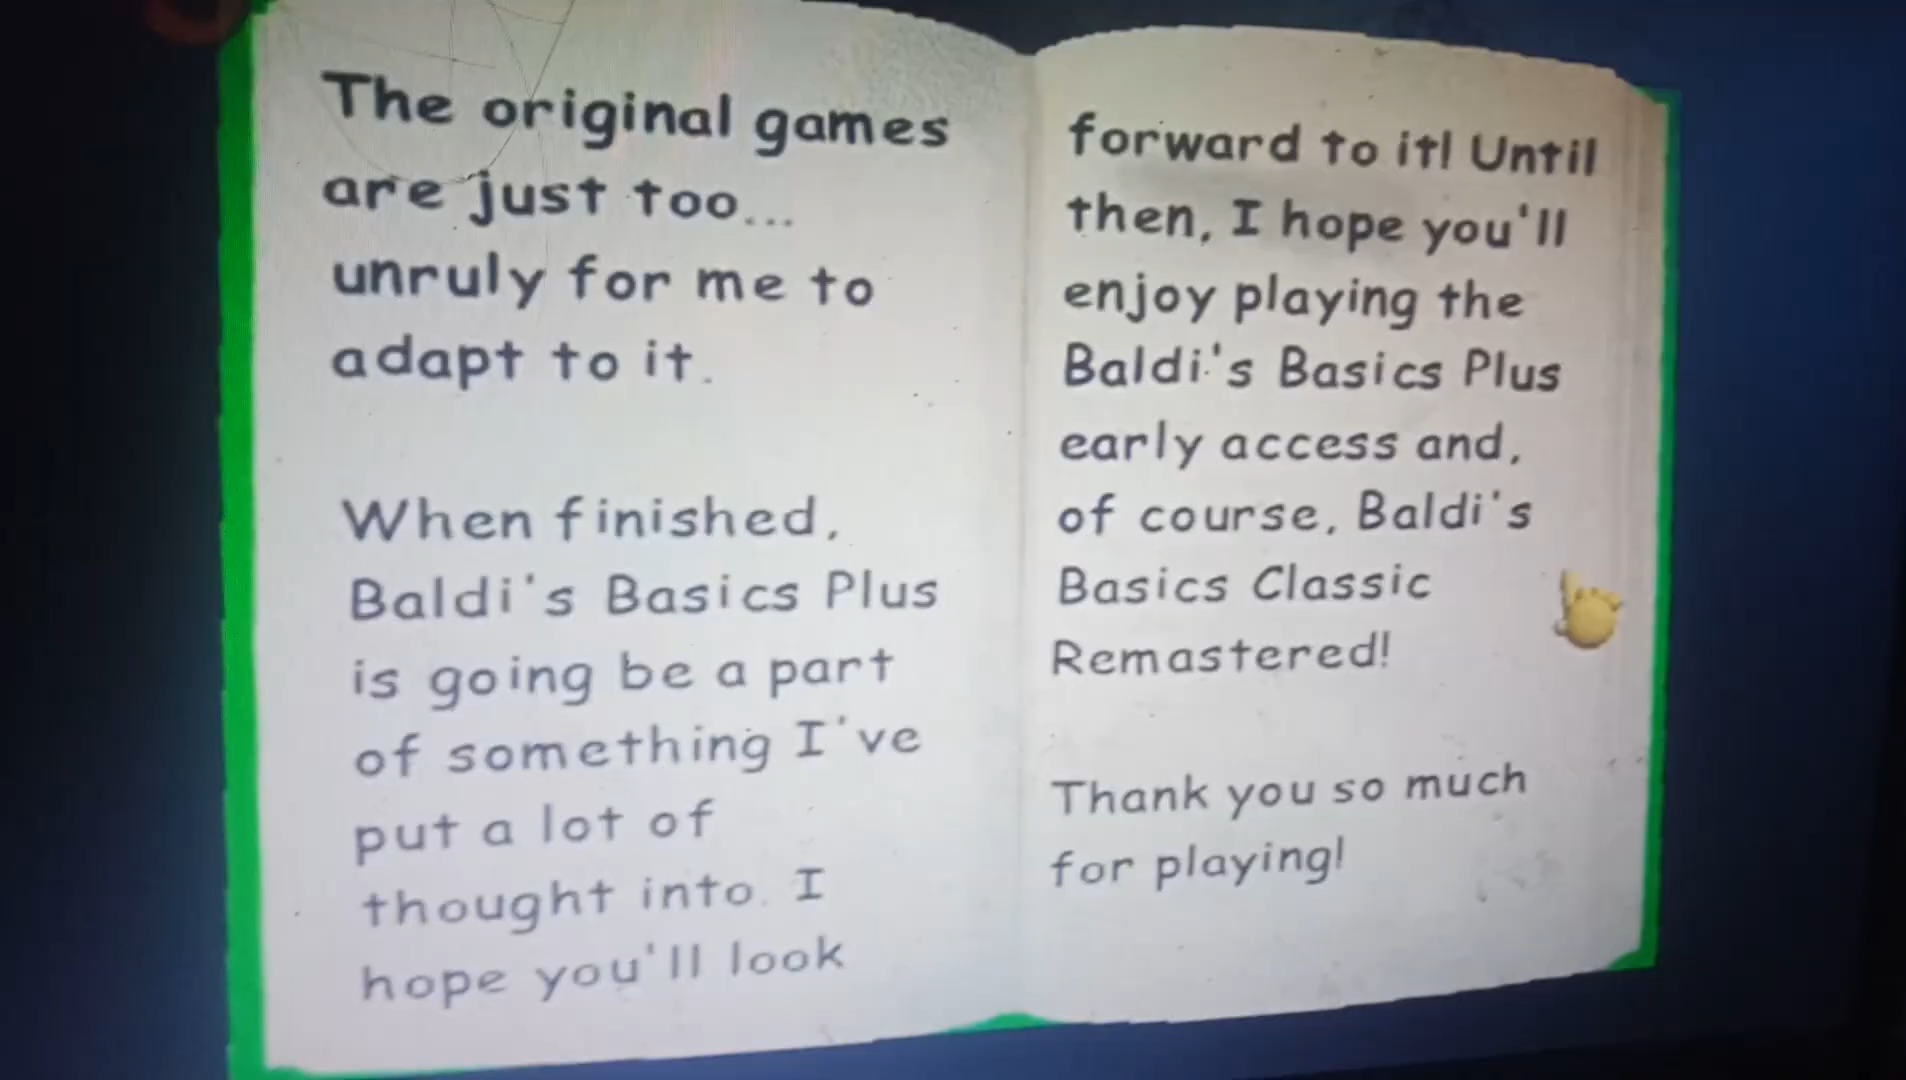 The original games
are just too...
unruly for me to
adapt to it.
When finished,
Baldi's Basics Plus
is going be a part
of something I've
put a lot of
thought into. I
hope you'll look
forward to it! Until
then, I hope you'll
enjoy playing the
Baldi's Basics Plus
early access and,
of course, Baldi's
Basics Classic
Remastered!
Thank you so much
for playing!